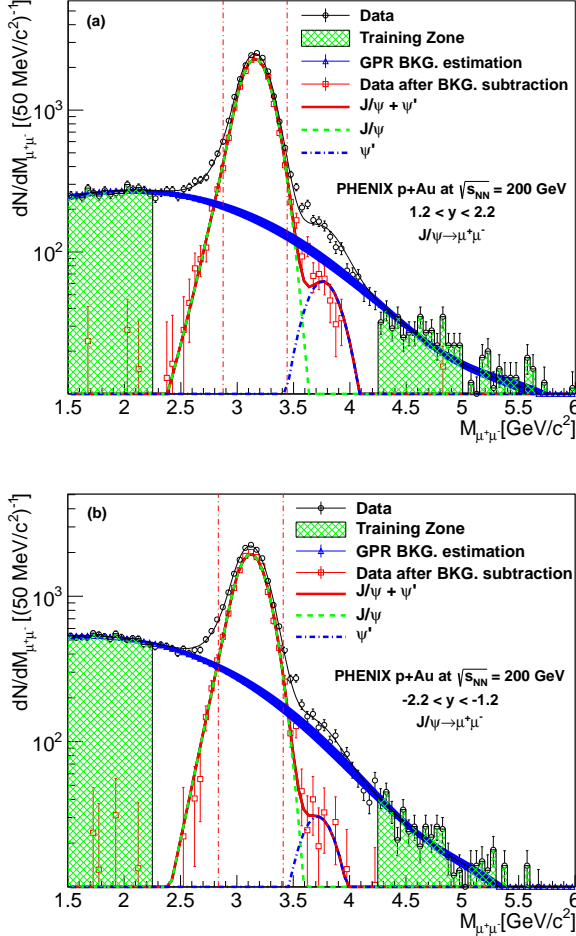 (a)
Data
Training Zone
GPR BKG. estimation
Data after BKG. subtraction
J/ψ + ψ'
J/ψ
ψ'
PHENIX p+Au at √sNN = 200 GeV
1.2 < y < 2.2
J/ψ→μ⁺μ⁻
dN/dMμ⁺μ⁻ [(50 MeV/c²)⁻¹]
10³
10²
1.5 2 2.5 3 3.5 4 4.5 5 5.5 6
Mμ⁺μ⁻[GeV/c²]
(b)
Data
Training Zone
GPR BKG. estimation
Data after BKG. subtraction
J/ψ + ψ'
J/ψ
ψ'
PHENIX p+Au at √sNN = 200 GeV
-2.2 < y < -1.2
J/ψ→μ⁺μ⁻
dN/dMμ⁺μ⁻ [(50 MeV/c²)⁻¹]
10³
10²
1.5 2 2.5 3 3.5 4 4.5 5 5.5 6
Mμ⁺μ⁻[GeV/c²]